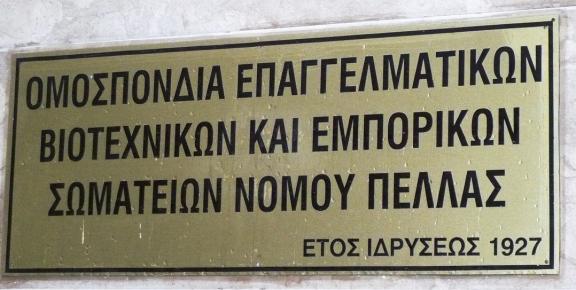 ΟΜΟΣΠΟΝΔΙΑ ΕΠΑΓΓΕΛΜΑΤΙΚΩΝ
ΒΙΟΤΕΧΝΙΚΩΝ ΚΑΙ ΕΜΠΟΡΙΚΩΝ
ΣΩΜΑΤΕΙΩΝ ΝΟΜΟΥ ΠΕΛΛΑΣ
ΕΤΟΣ ΙΔΡΥΣΕΩΣ 1927